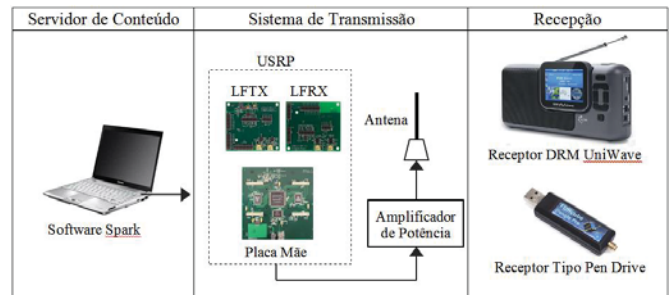 Servidor de Conteúdo
Sistema de Transmissão
Recepção
USRP
LFTX
LFRX
Antena
Software Spark
Placa Mãe
Amplificador
de Potência
Receptor DRM UniWave
Receptor Tipo Pen Drive